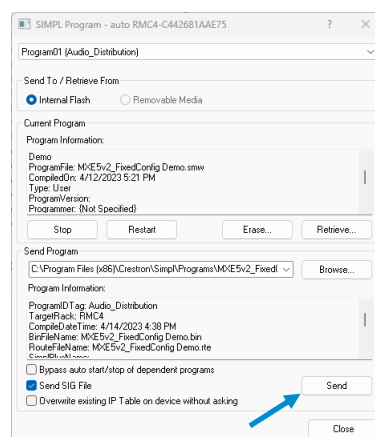 SIMPL Program - auto RMC4-C442681AAE75
Program01 (Audio_Distribution)
Send To / Retrieve From
Internal Flash
Removable Media
Current Program
Program Information:
Demo
ProgramFile: MXE5v2_FixedConfig Demo.smw
CompiledOn: 4/12/2023 5:21 PM
Type: User
ProgramVersion:
Programmer: {Not Specified}
Stop
Restart
Erase...
Retrieve...
Send Program
C:\Program Files (x86)\Crestron\Simpl\Programs\MXE5v2_Fixed(
Browse...
Program Information:
ProgramIDTag: Audio_Distribution
TargetRack: RMC4
CompileDateTime: 4/14/2023 4:38 PM
BinFileName: MXE5v2_FixedConfig Demo.bin
RouteFileName: MXE5v2_FixedConfig Demo.rte
SimplPlusName:
Bypass auto start/stop of dependent programs
Send SIG File
Send
Overwrite existing IP Table on device without asking
Close